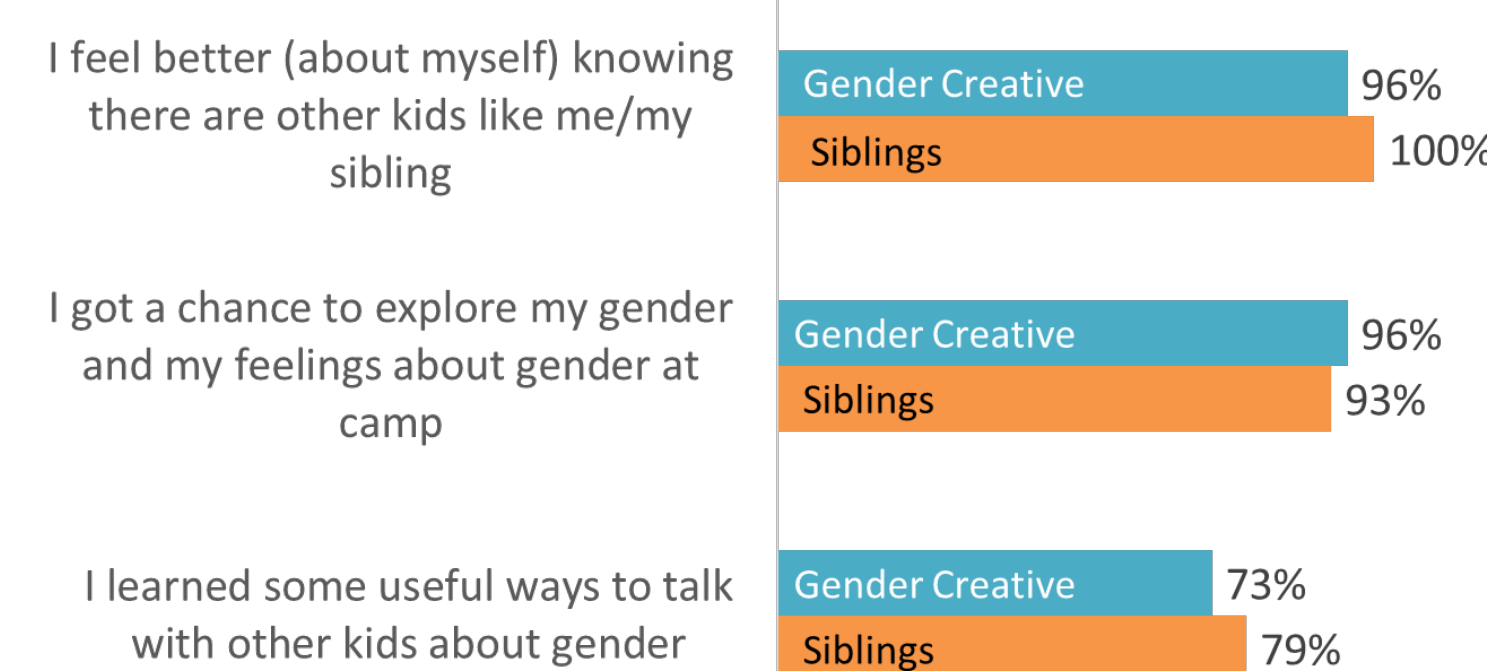 I feel better (about myself) knowing
there are other kids like me/my
sibling
Gender Creative
96%
Siblings
100%
I got a chance to explore my gender
and my feelings about gender at
camp
Gender Creative
96%
Siblings
93%
I learned some useful ways to talk
with other kids about gender
Gender Creative
73%
Siblings
79%